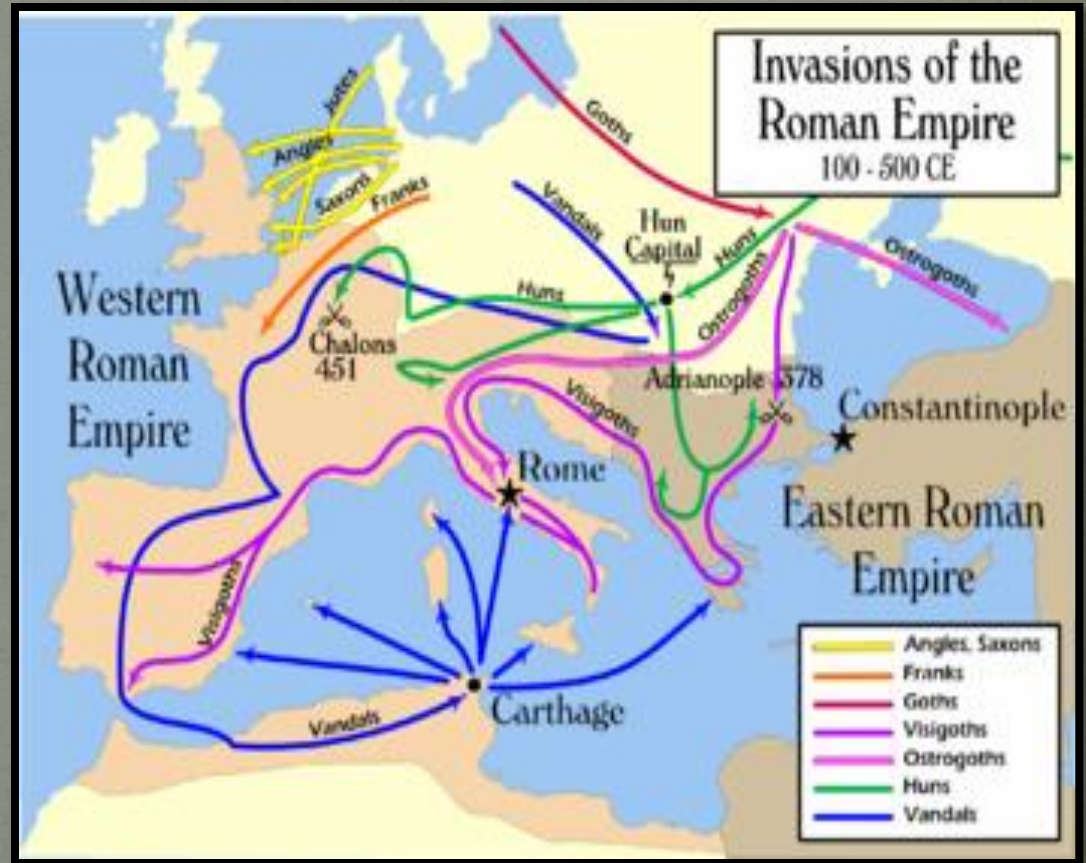 Invasions of the
Roman Empire
100 - 500 CE
Jutes
Angles
Saxons
Franks
Goths
Vandals
Hun
Capital
Huns
Ostrogoths
Ostrogoths
Western
Roman
Empire
Huns
Chalons
451
Adrianople 378
Visigoths
Constantinople
Rome
Eastern Roman
Empire
Visigoths
Vandals
Carthage
Angles, Saxons
Franks
Goths
Visigoths
Ostrogoths
Huns
Vandals